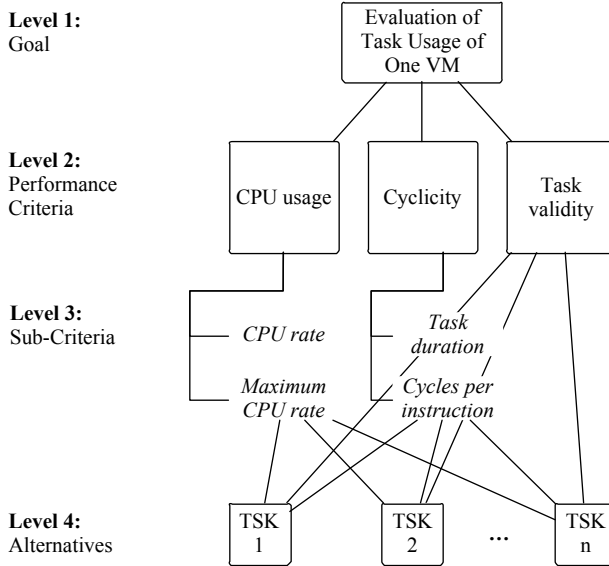 Level 1:
Goal
Evaluation of
Task Usage of
One VM
Level 2:
Performance
Criteria
CPU usage
Cyclicity
Task
validity
Level 3:
Sub-Criteria
CPU rate
Task
duration
Maximum
CPU rate
Cycles per
instruction
Level 4:
Alternatives
TSK
1
TSK
2
...
TSK
n